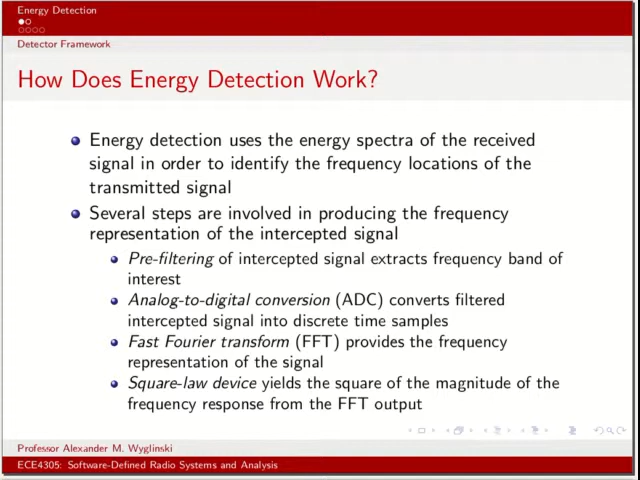 Energy Detection
Detector Framework
How Does Energy Detection Work?
Energy detection uses the energy spectra of the received
signal in order to identify the frequency locations of the
transmitted signal
Several steps are involved in producing the frequency
representation of the intercepted signal
Pre-filtering of intercepted signal extracts frequency band of
interest
Analog-to-digital conversion (ADC) converts filtered
intercepted signal into discrete time samples
Fast Fourier transform (FFT) provides the frequency
representation of the signal
Square-law device yields the square of the magnitude of the
frequency response from the FFT output
Professor Alexander M. Wyglinski
ECE4305: Software-Defined Radio Systems and Analysis